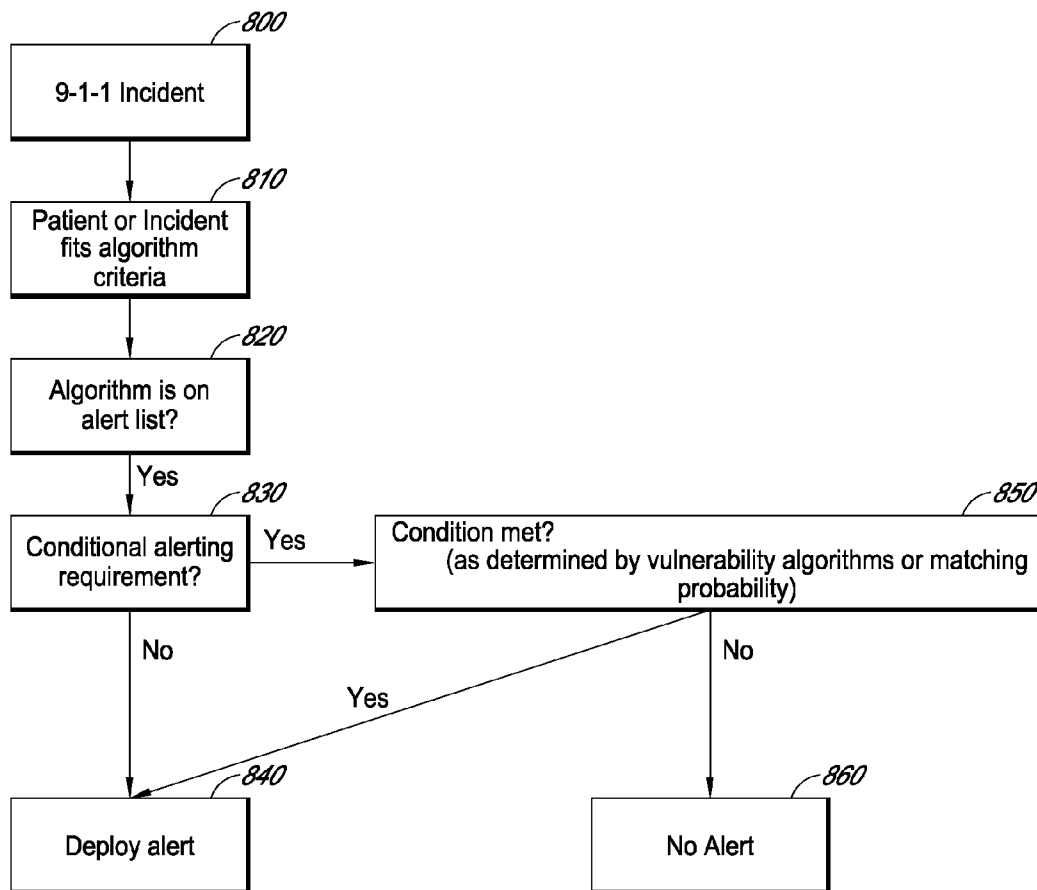 800
9-1-1 Incident
810
Patient or Incident
fits algorithm
criteria
820
Algorithm is on
alert list?
Yes
830
Conditional alerting
requirement?
Yes
850
Condition met?
(as determined by vulnerability algorithms or matching
probability)
No
Yes
No
840
Deploy alert
860
No Alert